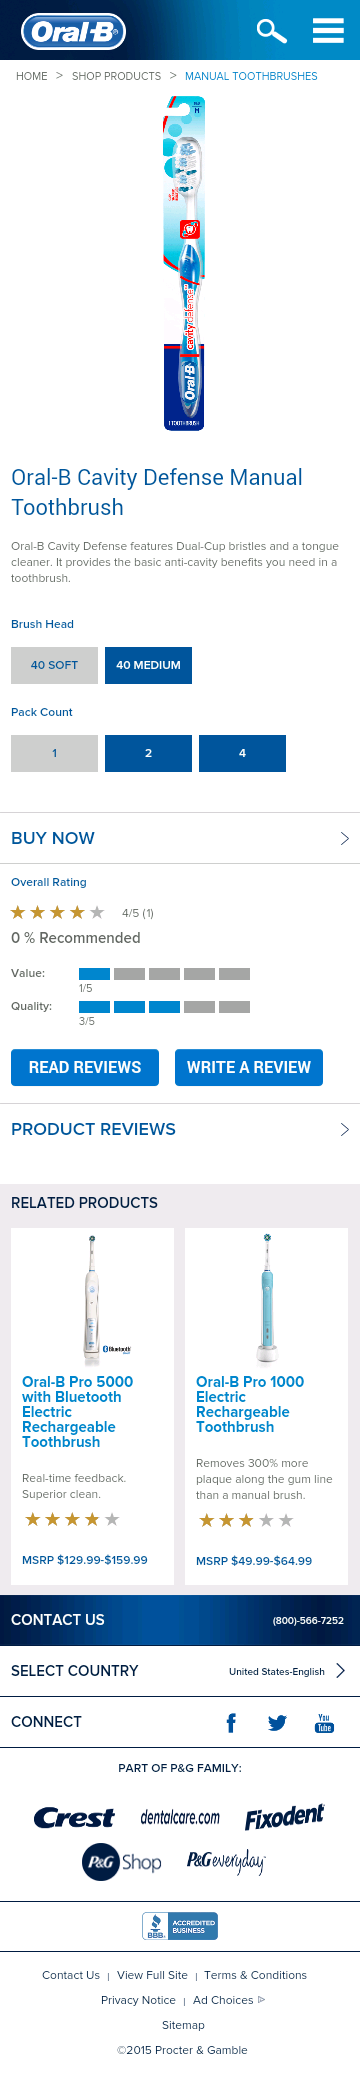 Oral-B
HOME > SHOP PRODUCTS > MANUAL TOOTHBRUSHES
cavitydefense
Oral-B
1 TOOTHBRUSH
Oral-B Cavity Defense Manual
Toothbrush
Oral-B Cavity Defense features Dual-Cup bristles and a tongue
cleaner. It provides the basic anti-cavity benefits you need in a
toothbrush.
Brush Head
40 SOFT 40 MEDIUM
Pack Count
1 2 4
BUY NOW
Overall Rating
4/5 (1)
0 % Recommended
Value:
1/5
Quality:
3/5
READ REVIEWS WRITE A REVIEW
PRODUCT REVIEWS
RELATED PRODUCTS
Bluetooth
Oral-B Pro 5000
with Bluetooth
Electric
Rechargeable
Toothbrush
Real-time feedback.
Superior clean.
MSRP $129.99-$159.99
Oral-B Pro 1000
Electric
Rechargeable
Toothbrush
Removes 300% more
plaque along the gum line
than a manual brush.
MSRP $49.99-$64.99
CONTACT US (800)-566-7252
SELECT COUNTRY United States-English
CONNECT f You Tube
PART OF P&G FAMILY:
Crest dentalcare.com Fixodent
P&G Shop P&G everyday
BBB ACCREDITED BUSINESS
Contact Us | View Full Site | Terms & Conditions
Privacy Notice | Ad Choices
Sitemap
©2015 Procter & Gamble